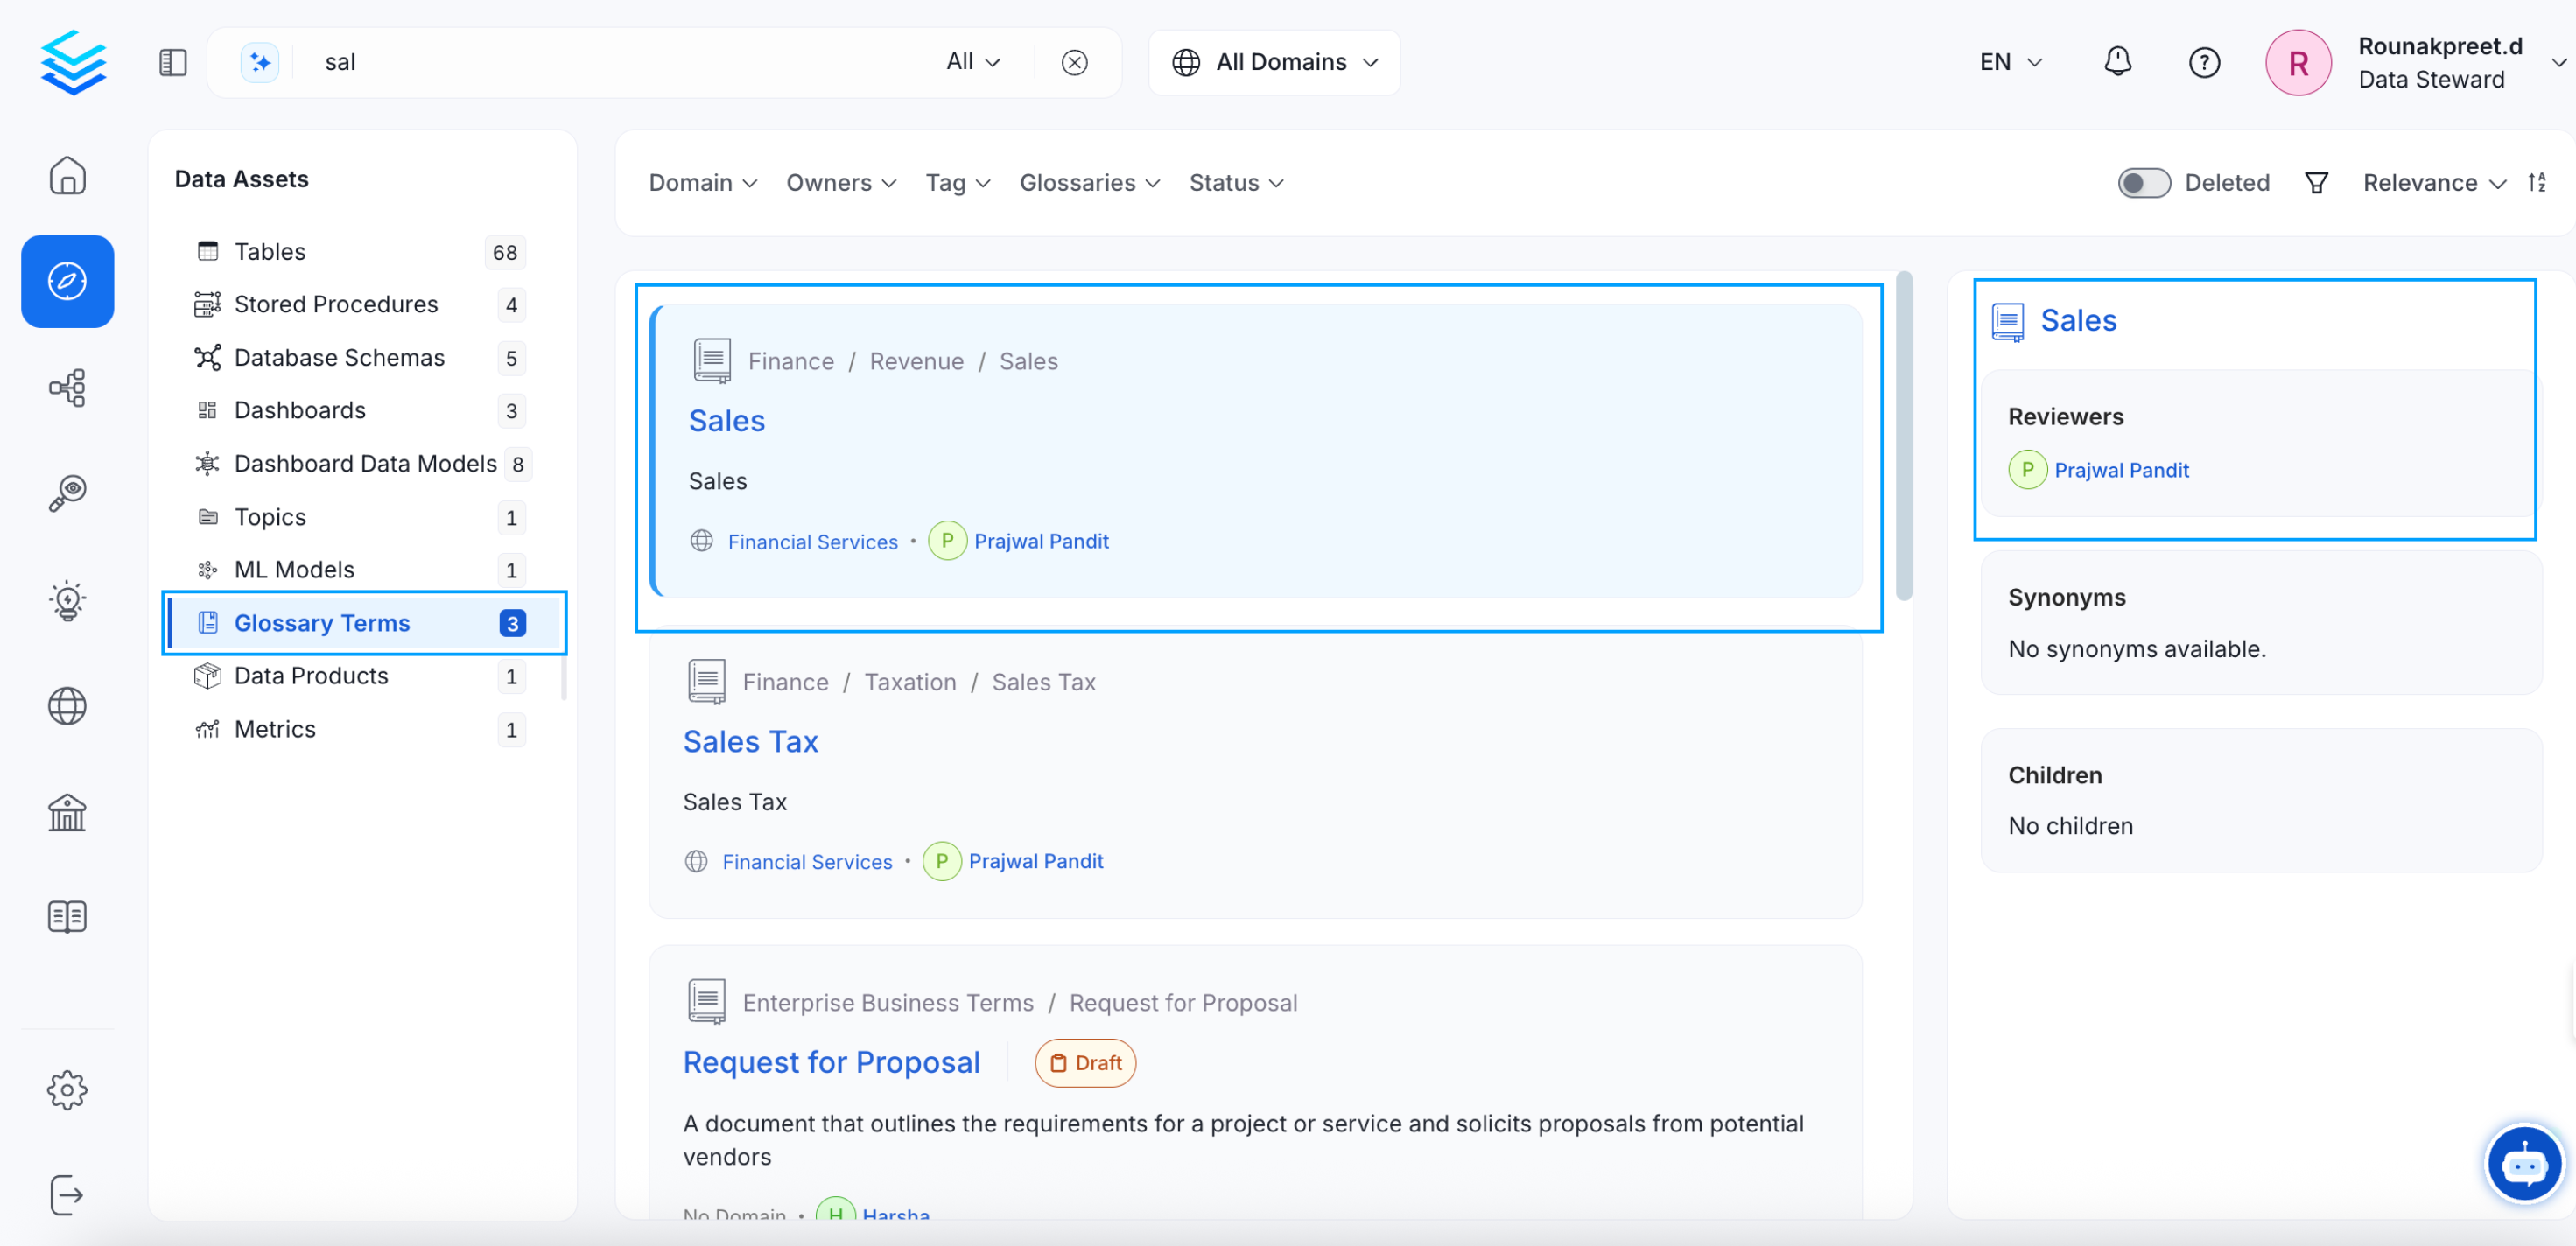 sal
All
All Domains
EN
R
Rounakpreet.d
Data Steward
Data Assets
Tables 68
Stored Procedures 4
Database Schemas 5
Dashboards 3
Dashboard Data Models 8
Topics 1
ML Models 1
Glossary Terms 3
Data Products 1
Metrics 1
Domain Owners Tag Glossaries Status
Deleted Relevance
Finance / Revenue / Sales
Sales
Sales
Financial Services • P Prajwal Pandit
Finance / Taxation / Sales Tax
Sales Tax
Sales Tax
Financial Services • P Prajwal Pandit
Enterprise Business Terms / Request for Proposal
Request for Proposal Draft
A document that outlines the requirements for a project or service and solicits proposals from potential
vendors
No Domain • H Harsha
Sales
Reviewers
P Prajwal Pandit
Synonyms
No synonyms available.
Children
No children